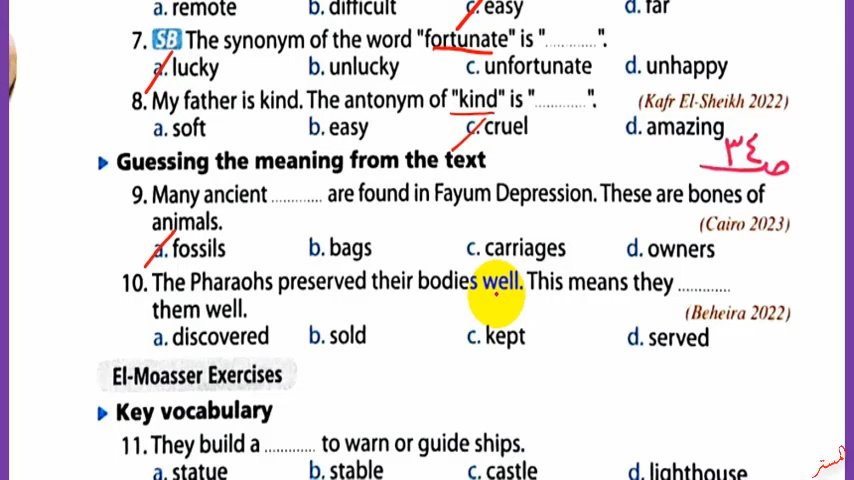 a. remote b. difficult c. easy d. far
7. SB The synonym of the word "fortunate" is "............".
a. lucky b. unlucky c. unfortunate d. unhappy
8. My father is kind. The antonym of "kind" is "............". (Kafr El-Sheikh 2022)
a. soft b. easy c. cruel d. amazing
ص ٣٤
Guessing the meaning from the text
9. Many ancient ............ are found in Fayum Depression. These are bones of
animals. (Cairo 2023)
a. fossils b. bags c. carriages d. owners
10. The Pharaohs preserved their bodies well. This means they ............
them well. (Beheira 2022)
a. discovered b. sold c. kept d. served
El-Moasser Exercises
Key vocabulary
11. They build a ............ to warn or guide ships.
a. statue b. stable c. castle d. lighthouse